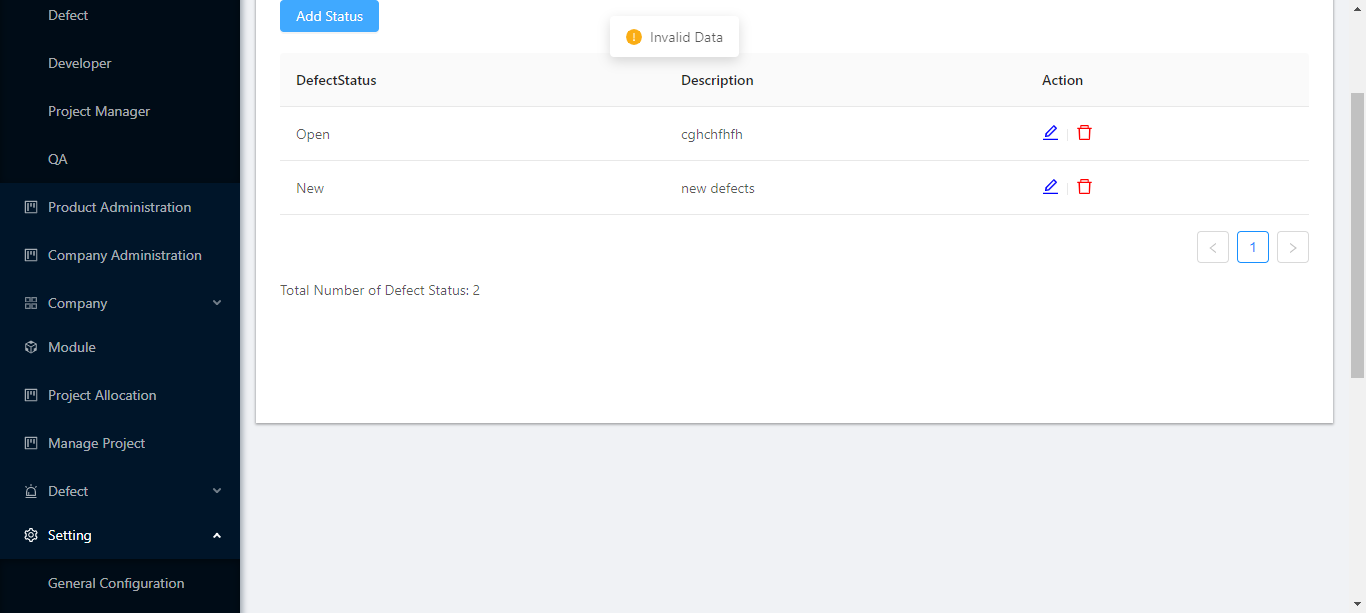 Defect
Developer
Project Manager
QA
Product Administration
Company Administration
Company
Module
Project Allocation
Manage Project
Defect
Setting
General Configuration
Add Status
Invalid Data
DefectStatus Description Action
Open cghchfhfh
New new defects
1
Total Number of Defect Status: 2